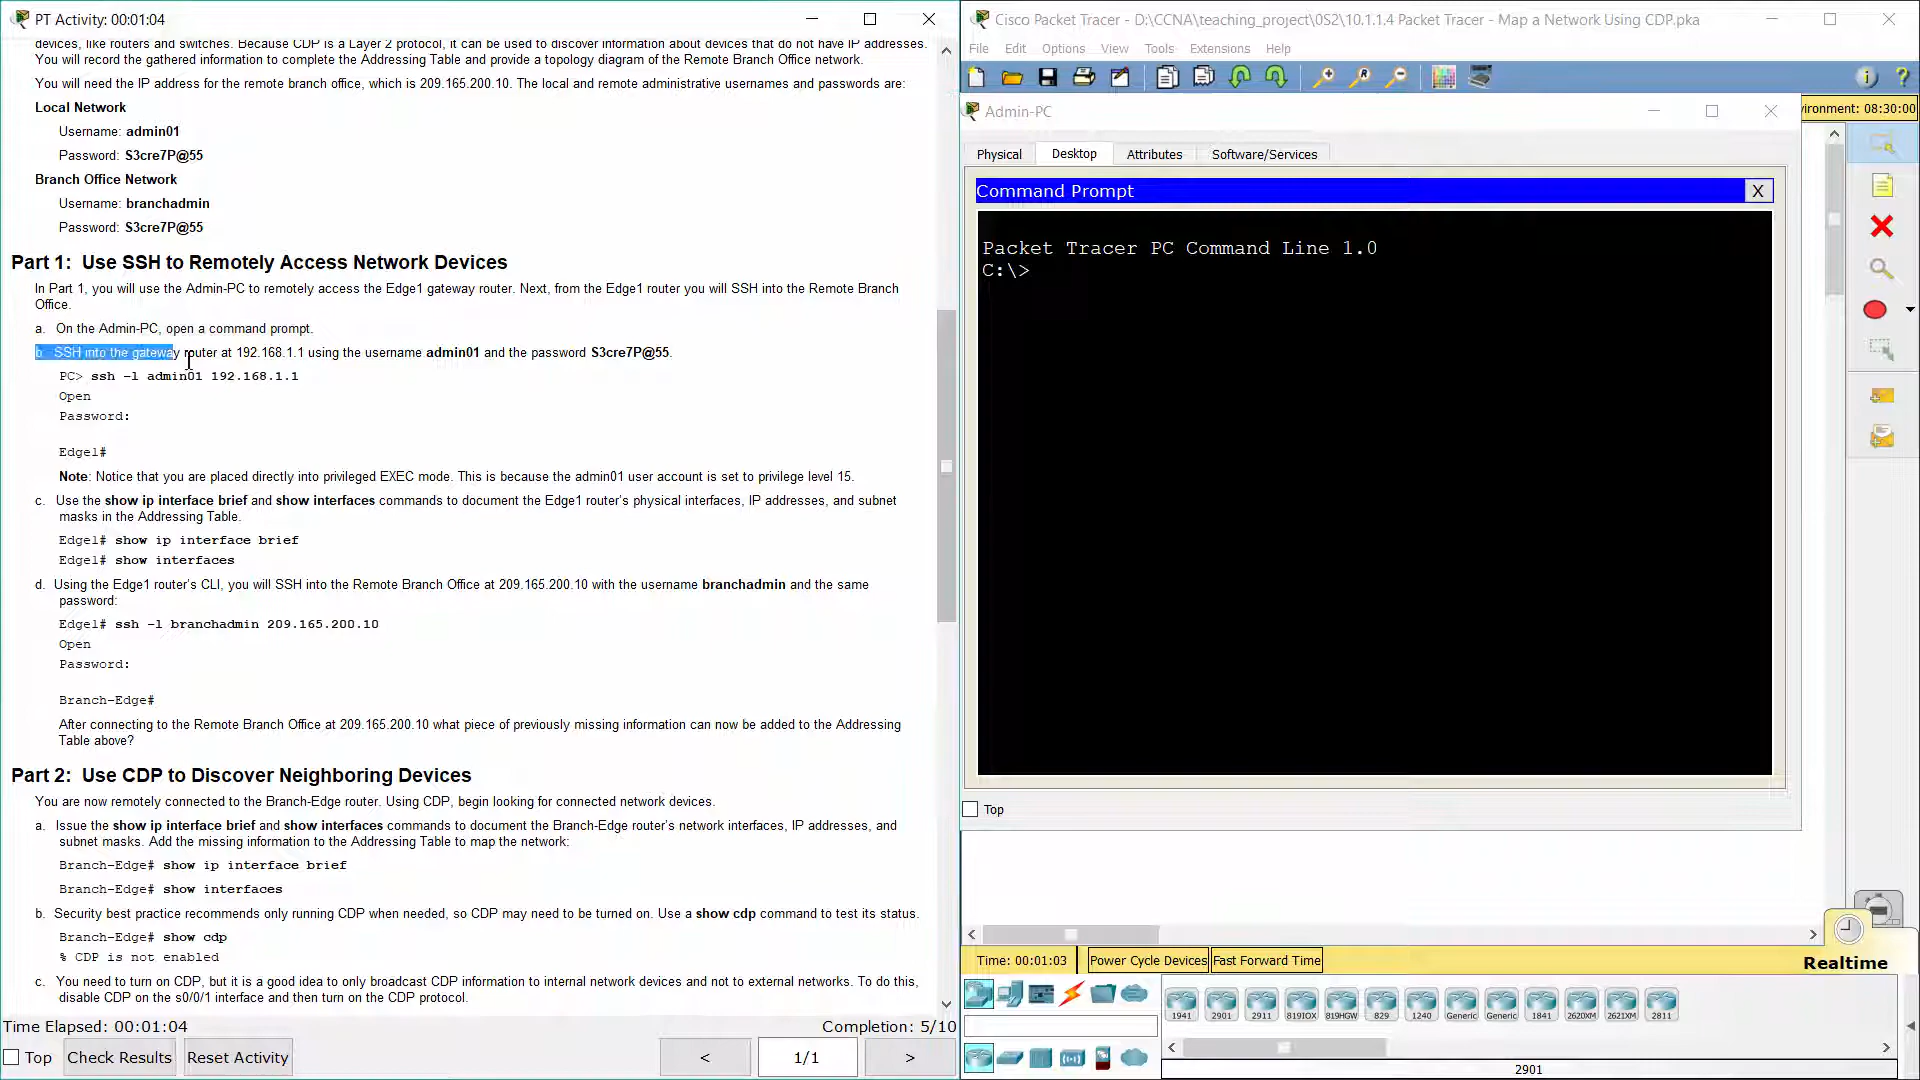 PT Activity: 00:01:04
devices, like routers and switches. Because CDP is a Layer 2 protocol, it can be used to discover information about devices that do not have IP addresses.
You will record the gathered information to complete the Addressing Table and provide a topology diagram of the Remote Branch Office network.
You will need the IP address for the remote branch office, which is 209.165.200.10. The local and remote administrative usernames and passwords are:
Local Network
Username: admin01
Password: S3cre7P@55
Branch Office Network
Username: branchadmin
Password: S3cre7P@55
Part 1: Use SSH to Remotely Access Network Devices
In Part 1, you will use the Admin-PC to remotely access the Edge1 gateway router. Next, from the Edge1 router you will SSH into the Remote Branch
Office.
a. On the Admin-PC, open a command prompt.
b. SSH into the gateway router at 192.168.1.1 using the username admin01 and the password S3cre7P@55.
PC> ssh -l admin01 192.168.1.1
Open
Password:
Edge1#
Note: Notice that you are placed directly into privileged EXEC mode. This is because the admin01 user account is set to privilege level 15.
c. Use the show ip interface brief and show interfaces commands to document the Edge1 router's physical interfaces, IP addresses, and subnet
masks in the Addressing Table.
Edge1# show ip interface brief
Edge1# show interfaces
d. Using the Edge1 router's CLI, you will SSH into the Remote Branch Office at 209.165.200.10 with the username branchadmin and the same
password:
Edge1# ssh -l branchadmin 209.165.200.10
Open
Password:
Branch-Edge#
After connecting to the Remote Branch Office at 209.165.200.10 what piece of previously missing information can now be added to the Addressing
Table above?
Part 2: Use CDP to Discover Neighboring Devices
You are now remotely connected to the Branch-Edge router. Using CDP, begin looking for connected network devices.
a. Issue the show ip interface brief and show interfaces commands to document the Branch-Edge router's network interfaces, IP addresses, and
subnet masks. Add the missing information to the Addressing Table to map the network:
Branch-Edge# show ip interface brief
Branch-Edge# show interfaces
b. Security best practice recommends only running CDP when needed, so CDP may need to be turned on. Use a show cdp command to test its status.
Branch-Edge# show cdp
% CDP is not enabled
c. You need to turn on CDP, but it is a good idea to only broadcast CDP information to internal network devices and not to external networks. To do this,
disable CDP on the s0/0/1 interface and then turn on the CDP protocol.
Time Elapsed: 00:01:04
Completion: 5/10
Top
Check Results
Reset Activity
<
1/1
>
Cisco Packet Tracer - D:\CCNA\teaching_project\0S2\10.1.1.4 Packet Tracer - Map a Network Using CDP.pka
File Edit Options View Tools Extensions Help
Admin-PC
vironment: 08:30:00
Physical Desktop Attributes Software/Services
Command Prompt
X
Packet Tracer PC Command Line 1.0
C:\>
Top
Time: 00:01:03
Power Cycle Devices
Fast Forward Time
Realtime
1941 2901 2911 819IOX 819HGW 829 1240 Generic Generic 1841 2620XM 2621XM 2811
2901